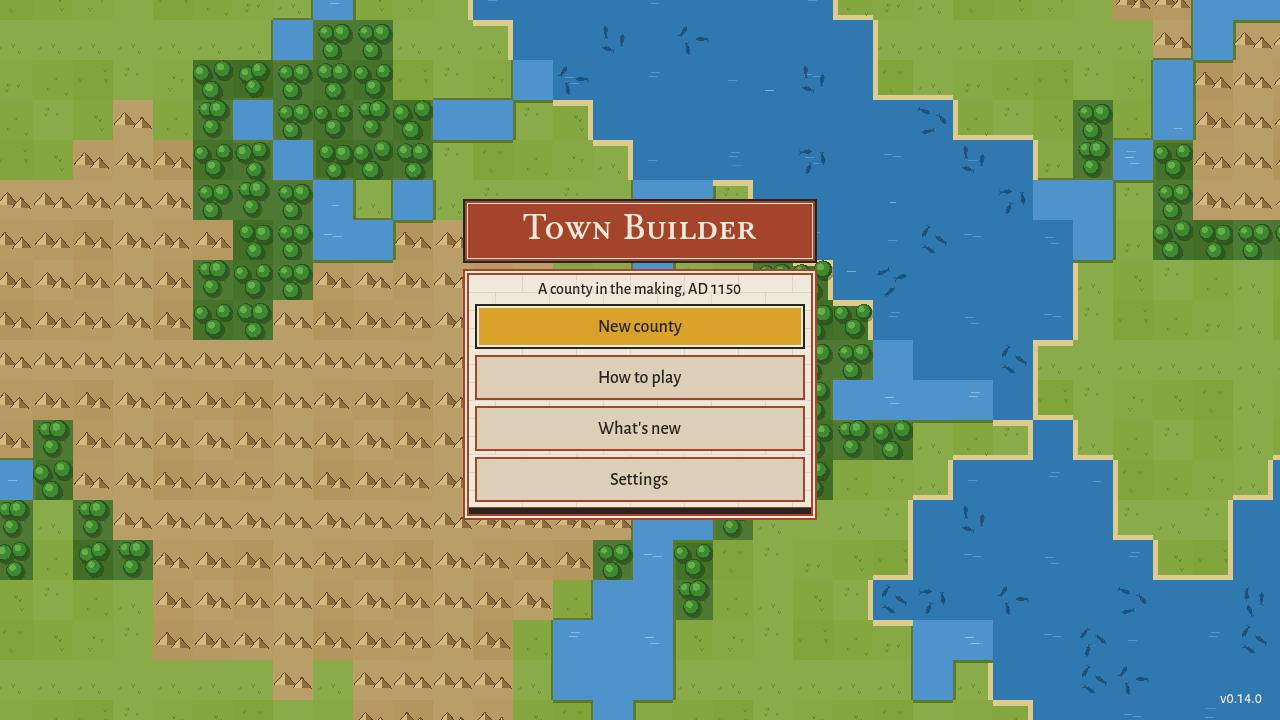 Town Builder
A county in the making, AD 1150
New county
How to play
What's new
Settings
v0.14.0